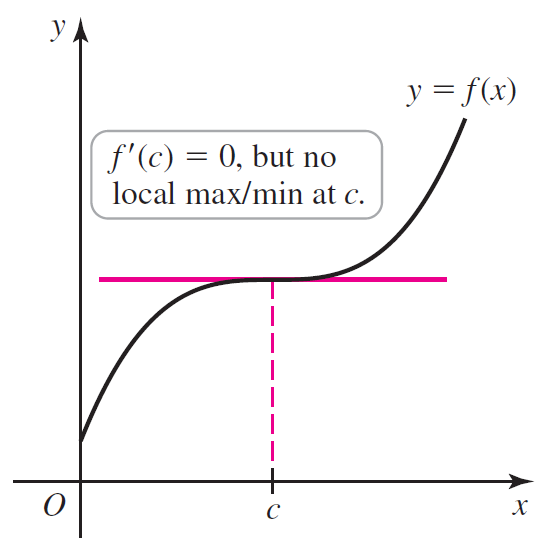 y
y = f(x)
f'(c) = 0, but no
local max/min at c.
O
c
x